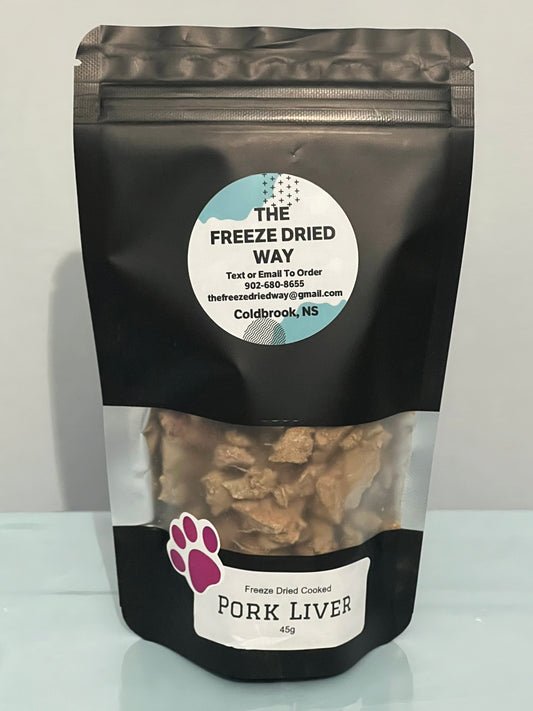 THE
FREEZE DRIED
WAY
Text or Email To Order
902-680-8655
thefreezedriedway@gmail.com
Coldbrook, NS
Freeze Dried Cooked
PORK LIVER
45g